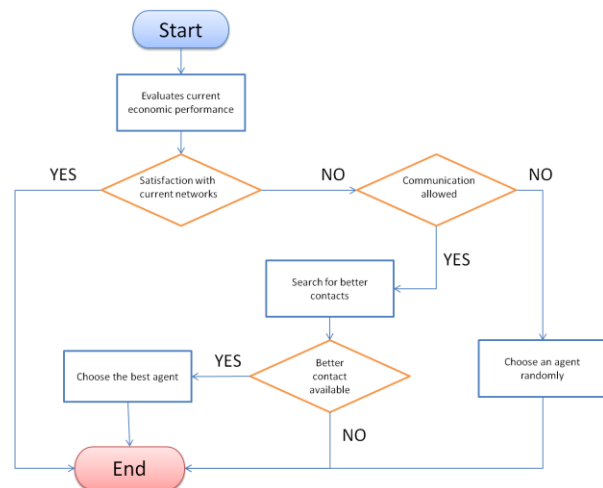 Start
Evaluates current
economic performance
YES
Satisfaction with
current networks
NO
Communication
allowed
NO
YES
Search for better
contacts
YES
Better
contact
available
Choose the best agent
Choose an agent
randomly
NO
End